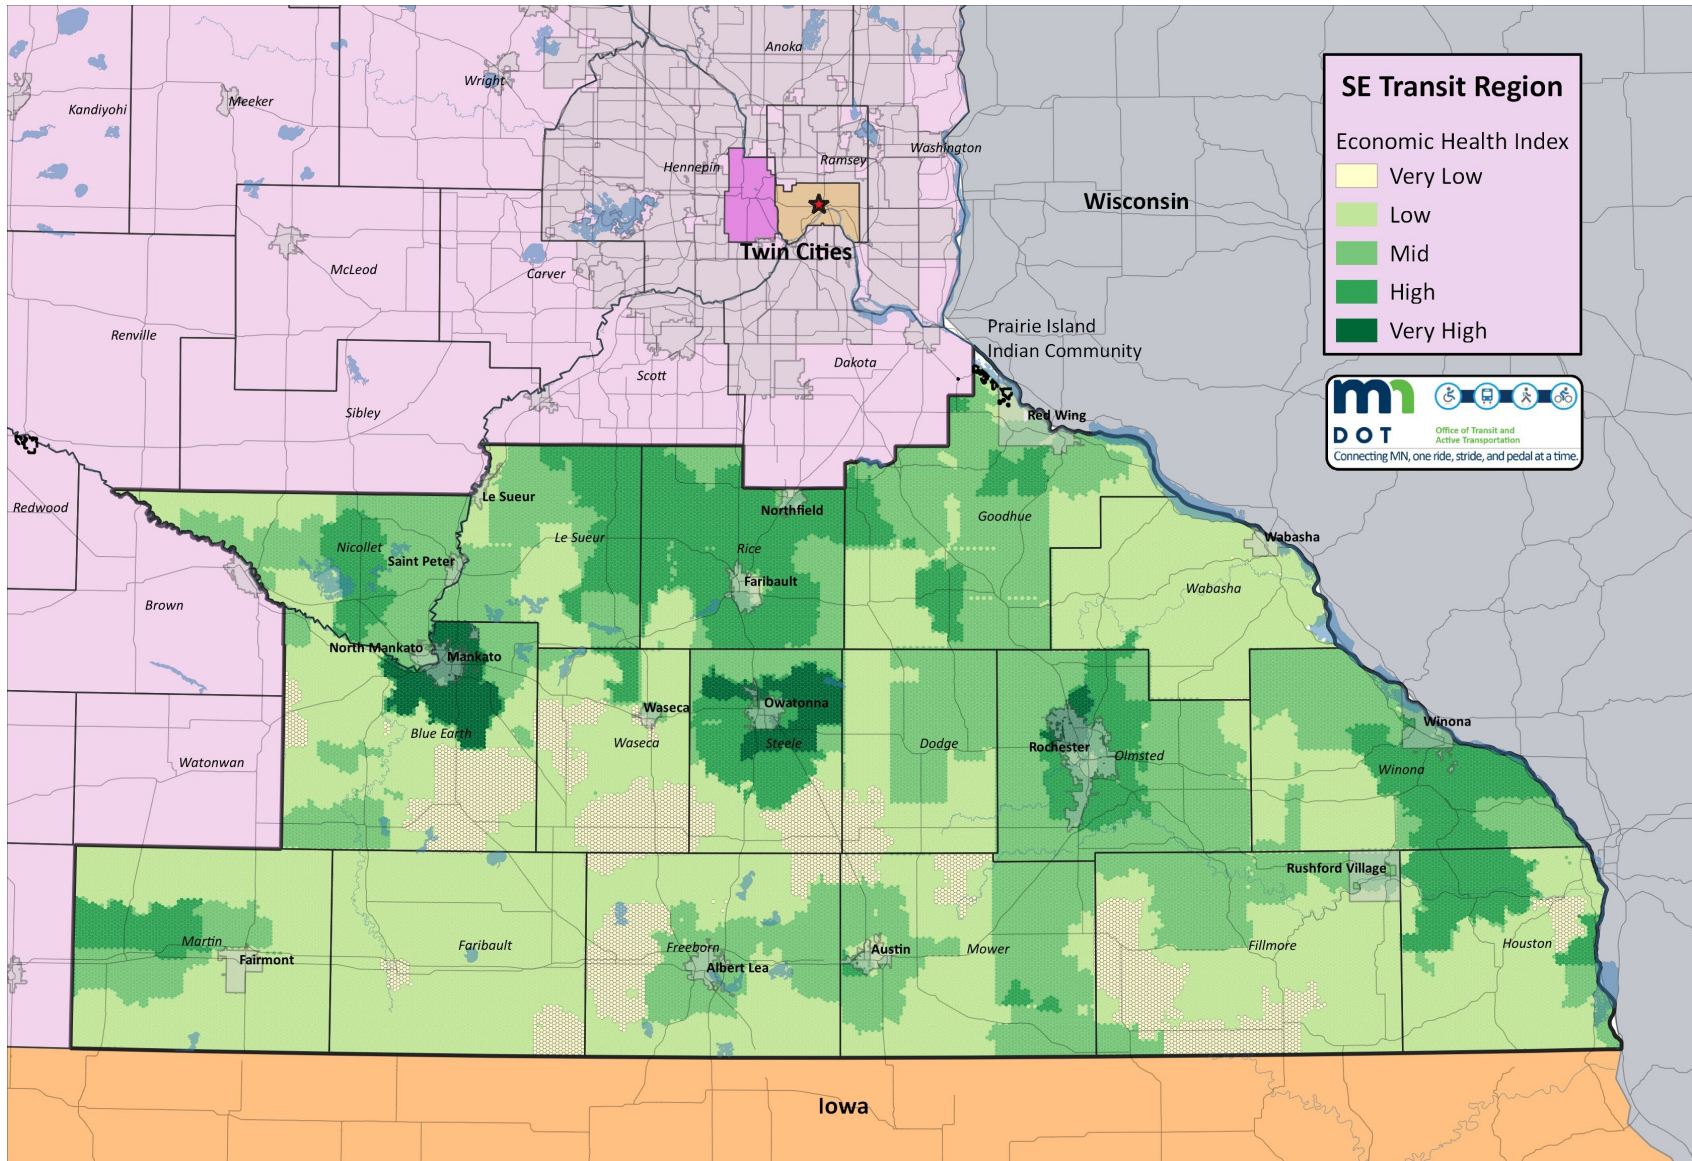 Anoka
SE Transit Region
Wright
Kandiyohi
Meeker
Economic Health Index
Hennepin
Ramsey
Washington
Very Low
Wisconsin
Low
Twin Cities
Mid
McLeod
Carver
High
Prairie Island
Indian Community
Very High
Renville
Scott
Dakota
mn
DOT
Office of Transit and
Active Transportation
Connecting MN, one ride, stride, and pedal at a time.
Sibley
Red Wing
Redwood
Le Sueur
Northfield
Goodhue
Nicollet
Le Sueur
Rice
Wabasha
Saint Peter
Faribault
Wabasha
Brown
North Mankato
Mankato
Waseca
Owatonna
Winona
Blue Earth
Waseca
Steele
Dodge
Rochester
Olmsted
Watonwan
Winona
Rushford Village
Martin
Fairmont
Faribault
Freeborn
Albert Lea
Austin
Mower
Fillmore
Houston
Iowa